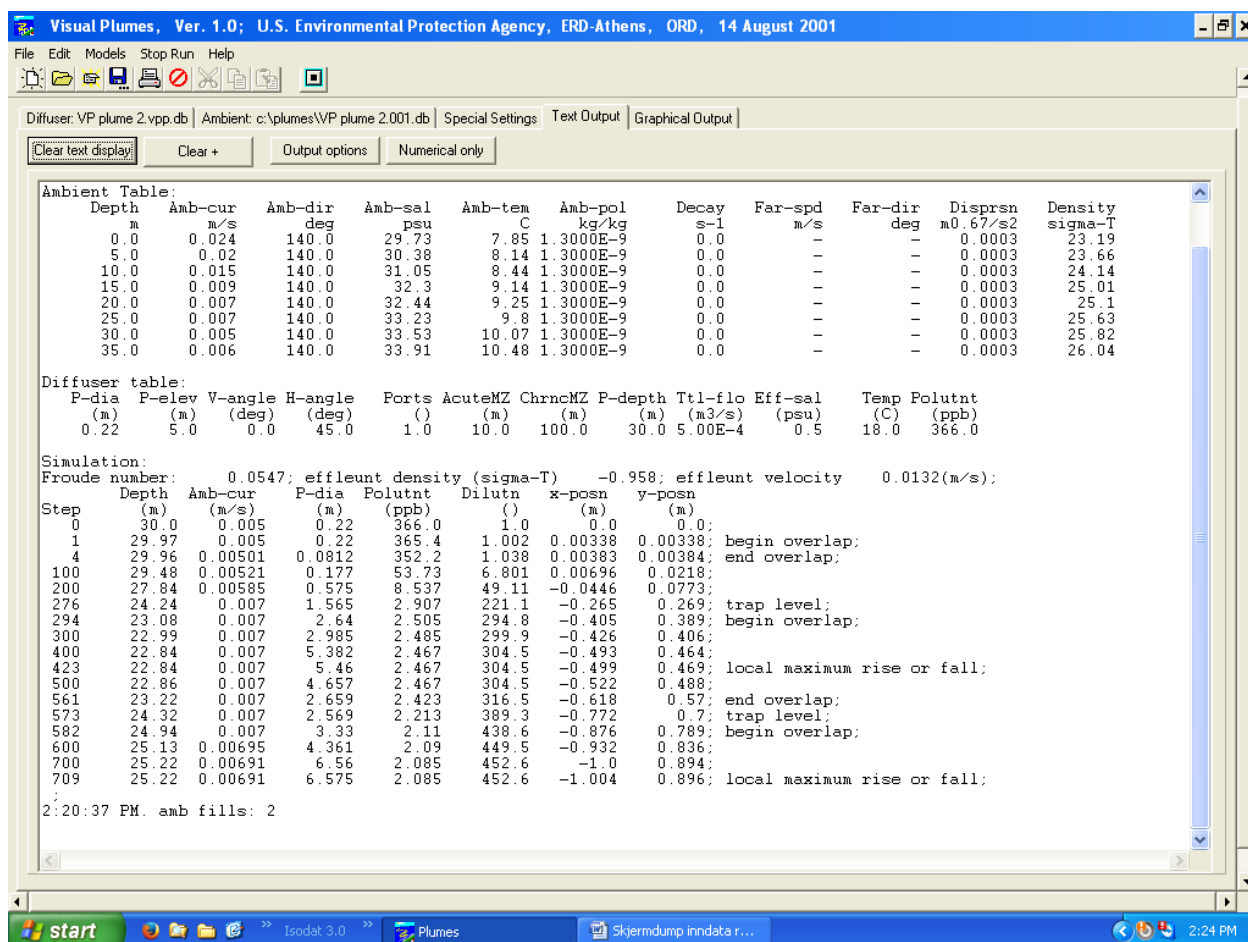 Visual Plumes, Ver. 1.0; U.S. Environmental Protection Agency, ERD-Athens, ORD, 14 August 2001
File Edit Models Stop Run Help
Diffuser: VP plume 2.vpp.db Ambient: c:\plumes\VP plume 2.001.db Special Settings Text Output Graphical Output
Clear text display Clear + Output options Numerical only
Ambient Table:
Depth Amb-cur Amb-dir Amb-sal Amb-tem Amb-pol Decay Far-spd Far-dir Disprsn Density
m m/s deg psu C kg/kg s-1 m/s deg m0.67/s2 sigma-T
0.0 0.024 140.0 29.73 7.85 1.3000E-9 0.0 - - 0.0003 23.19
5.0 0.02 140.0 30.38 8.14 1.3000E-9 0.0 - - 0.0003 23.66
10.0 0.015 140.0 31.05 8.44 1.3000E-9 0.0 - - 0.0003 24.14
15.0 0.009 140.0 32.3 9.14 1.3000E-9 0.0 - - 0.0003 25.01
20.0 0.007 140.0 32.44 9.25 1.3000E-9 0.0 - - 0.0003 25.1
25.0 0.007 140.0 33.23 9.8 1.3000E-9 0.0 - - 0.0003 25.63
30.0 0.005 140.0 33.53 10.07 1.3000E-9 0.0 - - 0.0003 25.82
35.0 0.006 140.0 33.91 10.48 1.3000E-9 0.0 - - 0.0003 26.04
Diffuser table:
P-dia P-elev V-angle H-angle Ports AcuteMZ ChrncMZ P-depth Ttl-flo Eff-sal Temp Polutnt
(m) (m) (deg) (deg) () (m) (m) (m) (m3/s) (psu) (C) (ppb)
0.22 5.0 0.0 45.0 1.0 10.0 100.0 30.0 5.00E-4 0.5 18.0 366.0
Simulation:
Froude number: 0.0547; effleunt density (sigma-T) -0.958; effleunt velocity 0.0132(m/s);
Depth Amb-cur P-dia Polutnt Dilutn x-posn y-posn
Step (m) (m/s) (m) (ppb) () (m) (m)
0 30.0 0.005 0.22 366.0 1.0 0.0 0.0;
1 29.97 0.005 0.22 365.4 1.002 0.00338 0.00338; begin overlap;
4 29.96 0.00501 0.0812 352.2 1.038 0.00383 0.00384; end overlap;
100 29.48 0.00521 0.177 53.73 6.801 0.00696 0.0218;
200 27.84 0.00585 0.575 8.537 49.11 -0.0446 0.0773;
276 24.24 0.007 1.565 2.907 221.1 -0.265 0.269; trap level;
294 23.08 0.007 2.64 2.505 294.8 -0.405 0.389; begin overlap;
300 22.99 0.007 2.985 2.485 299.9 -0.426 0.406;
400 22.84 0.007 5.382 2.467 304.5 -0.493 0.464;
423 22.84 0.007 5.46 2.467 304.5 -0.499 0.469; local maximum rise or fall;
500 22.86 0.007 4.657 2.467 304.5 -0.522 0.488;
561 23.22 0.007 2.659 2.423 316.5 -0.618 0.57; end overlap;
573 24.32 0.007 2.569 2.213 389.3 -0.772 0.7; trap level;
582 24.94 0.007 3.33 2.11 438.6 -0.876 0.789; begin overlap;
600 25.13 0.00695 4.361 2.09 449.5 -0.932 0.836;
700 25.22 0.00691 6.56 2.085 452.6 -1.0 0.894;
709 25.22 0.00691 6.575 2.085 452.6 -1.004 0.896; local maximum rise or fall;
;
2:20:37 PM. amb fills: 2
start Isodat 3.0 Plumes Skjermdump inndata r... 2:24 PM